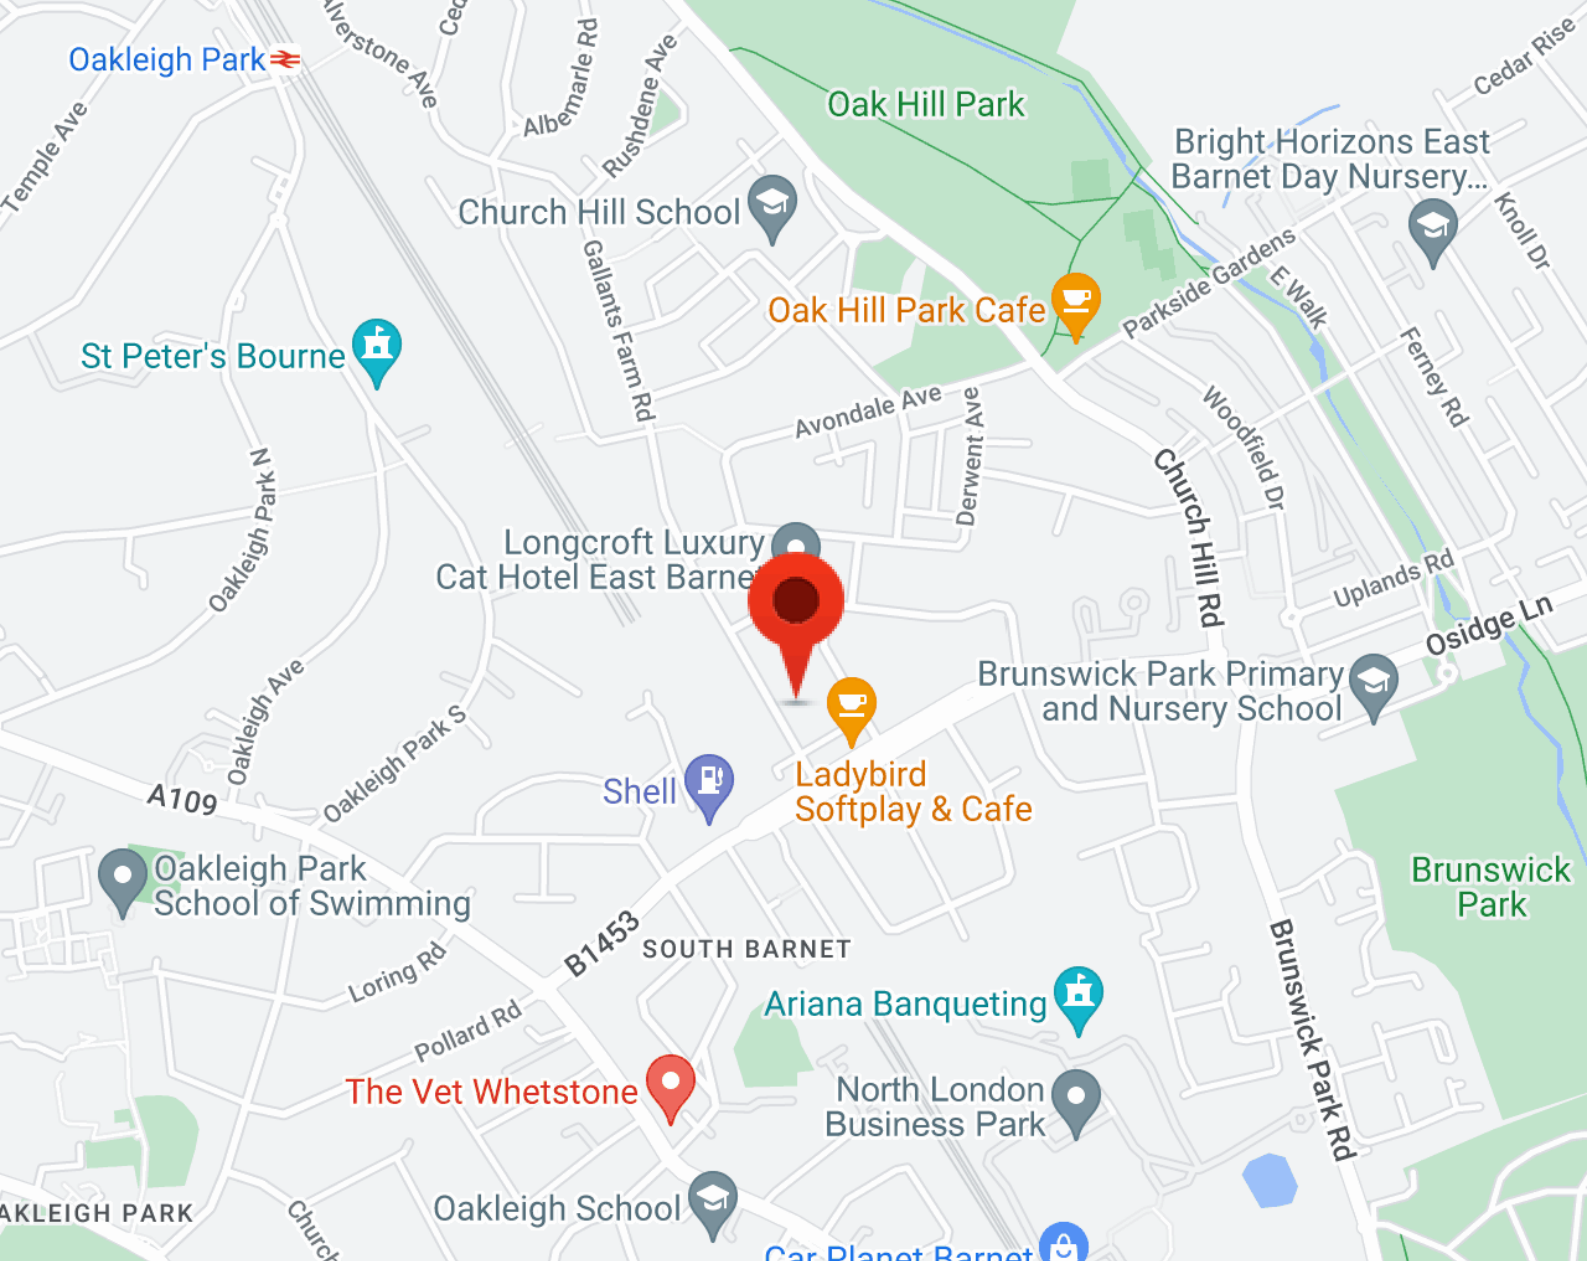 Alverstone Ave
Ced
Oakleigh Park
Albemarle Rd
Rushdene Ave
Oak Hill Park
Cedar Rise
Temple Ave
Bright Horizons East
Barnet Day Nursery...
Church Hill School
Knoll Dr
Gallants Farm Rd
Parkside Gardens
E Walk
Oak Hill Park Cafe
St Peter's Bourne
Ferney Rd
Avondale Ave
Derwent Ave
Woodfield Dr
Church Hill Rd
Oakleigh Park N
Longcroft Luxury
Cat Hotel East Barnet
Uplands Rd
Osidge Ln
Brunswick Park Primary
and Nursery School
Oakleigh Ave
Oakleigh Park S
A109
Shell
Ladybird
Softplay & Cafe
Oakleigh Park
School of Swimming
Brunswick
Park
B1453
SOUTH BARNET
Loring Rd
Ariana Banqueting
Pollard Rd
Brunswick Park Rd
The Vet Whetstone
North London
Business Park
Oakleigh School
AKLEIGH PARK
Church
Car Planet Barnet